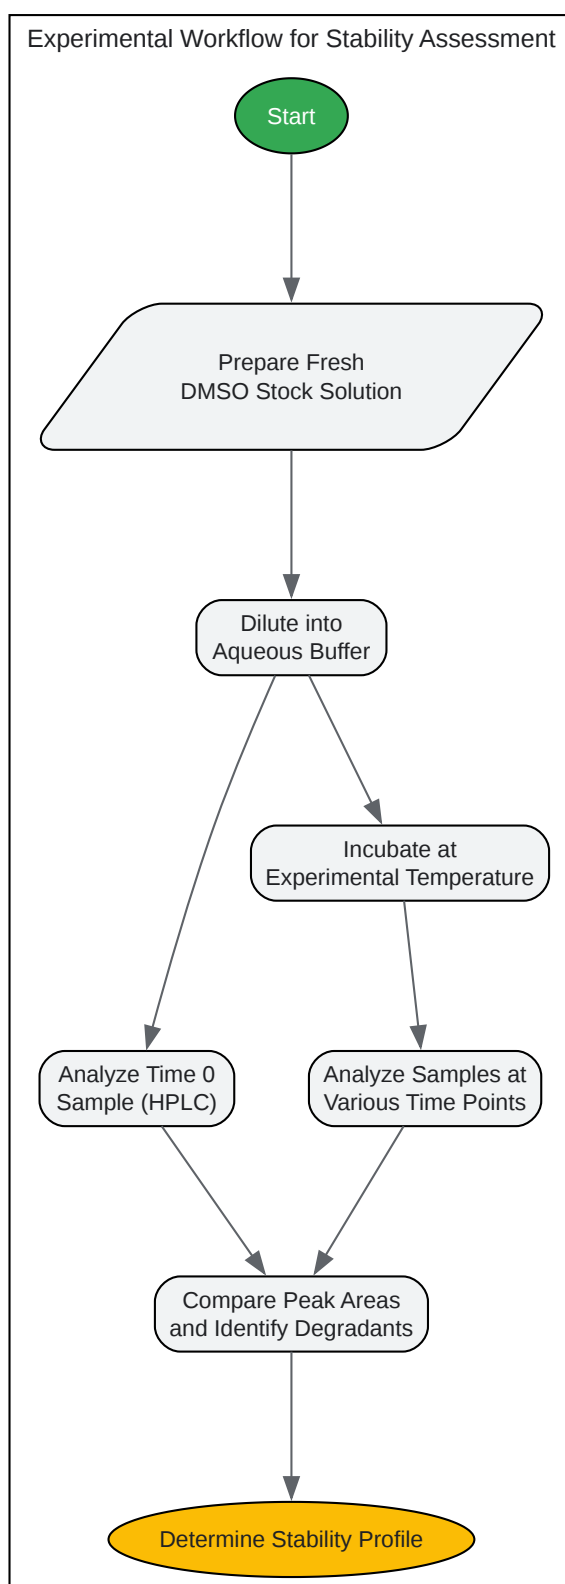 Experimental Workflow for Stability Assessment
Start
Prepare Fresh
DMSO Stock Solution
Dilute into
Aqueous Buffer
Incubate at
Experimental Temperature
Analyze Time 0
Sample (HPLC)
Analyze Samples at
Various Time Points
Compare Peak Areas
and Identify Degradants
Determine Stability Profile